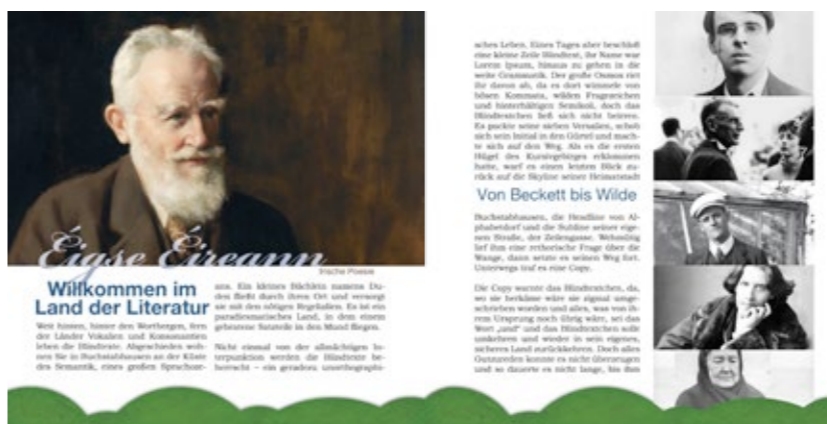 Éigse Éireann
Irische Poesie
Willkommen im
Land der Literatur
Weit hinten, hinter den Wortbergen, fern
der Länder Vokalien und Konsonantien
leben die Blindtexte. Abgeschieden woh-
nen Sie in Buchstabhausen an der Küste
des Semantik, eines großen Sprachoze-
ans. Ein kleines Bächlein namens Du-
den fließt durch ihren Ort und versorgt
sie mit den nötigen Regelialien. Es ist ein
paradiesmatisches Land, in dem einem
gebratene Satzteile in den Mund fliegen.
Nicht einmal von der allmächtigen In-
terpunktion werden die Blindtexte be-
herrscht – ein geradezu unorthographi-
sches Leben. Eines Tages aber beschloß
eine kleine Zeile Blindtext, ihr Name war
Lorem Ipsum, hinaus zu gehen in die
weite Grammatik. Der große Oxmox riet
ihr davon ab, da es dort wimmele von
bösen Kommata, wilden Fragezeichen
und hinterhältigen Semikoli, doch das
Blindtextchen ließ sich nicht beirren.
Es packte seine sieben Versalien, schob
sich sein Initial in den Gürtel und mach-
te sich auf den Weg. Als es die ersten
Hügel des Kursivgebirges erklommen
hatte, warf es einen letzten Blick zu-
rück auf die Skyline seiner Heimatstadt
Von Beckett bis Wilde
Buchstabhausen, die Headline von Al-
phabetdorf und die Subline seiner eige-
nen Straße, der Zeilengasse. Wehmütig
lief ihm eine rethorische Frage über die
Wange, dann setzte es seinen Weg fort.
Unterwegs traf es eine Copy.
Die Copy warnte das Blindtextchen, da,
wo sie herkäme wäre sie zigmal umge-
schrieben worden und alles, was von ih-
rem Ursprung noch übrig wäre, sei das
Wort „und" und das Blindtextchen solle
umkehren und wieder in sein eigenes,
sicheres Land zurückkehren. Doch alles
Gutzureden konnte es nicht überzeugen
und so dauerte es nicht lange, bis ihm